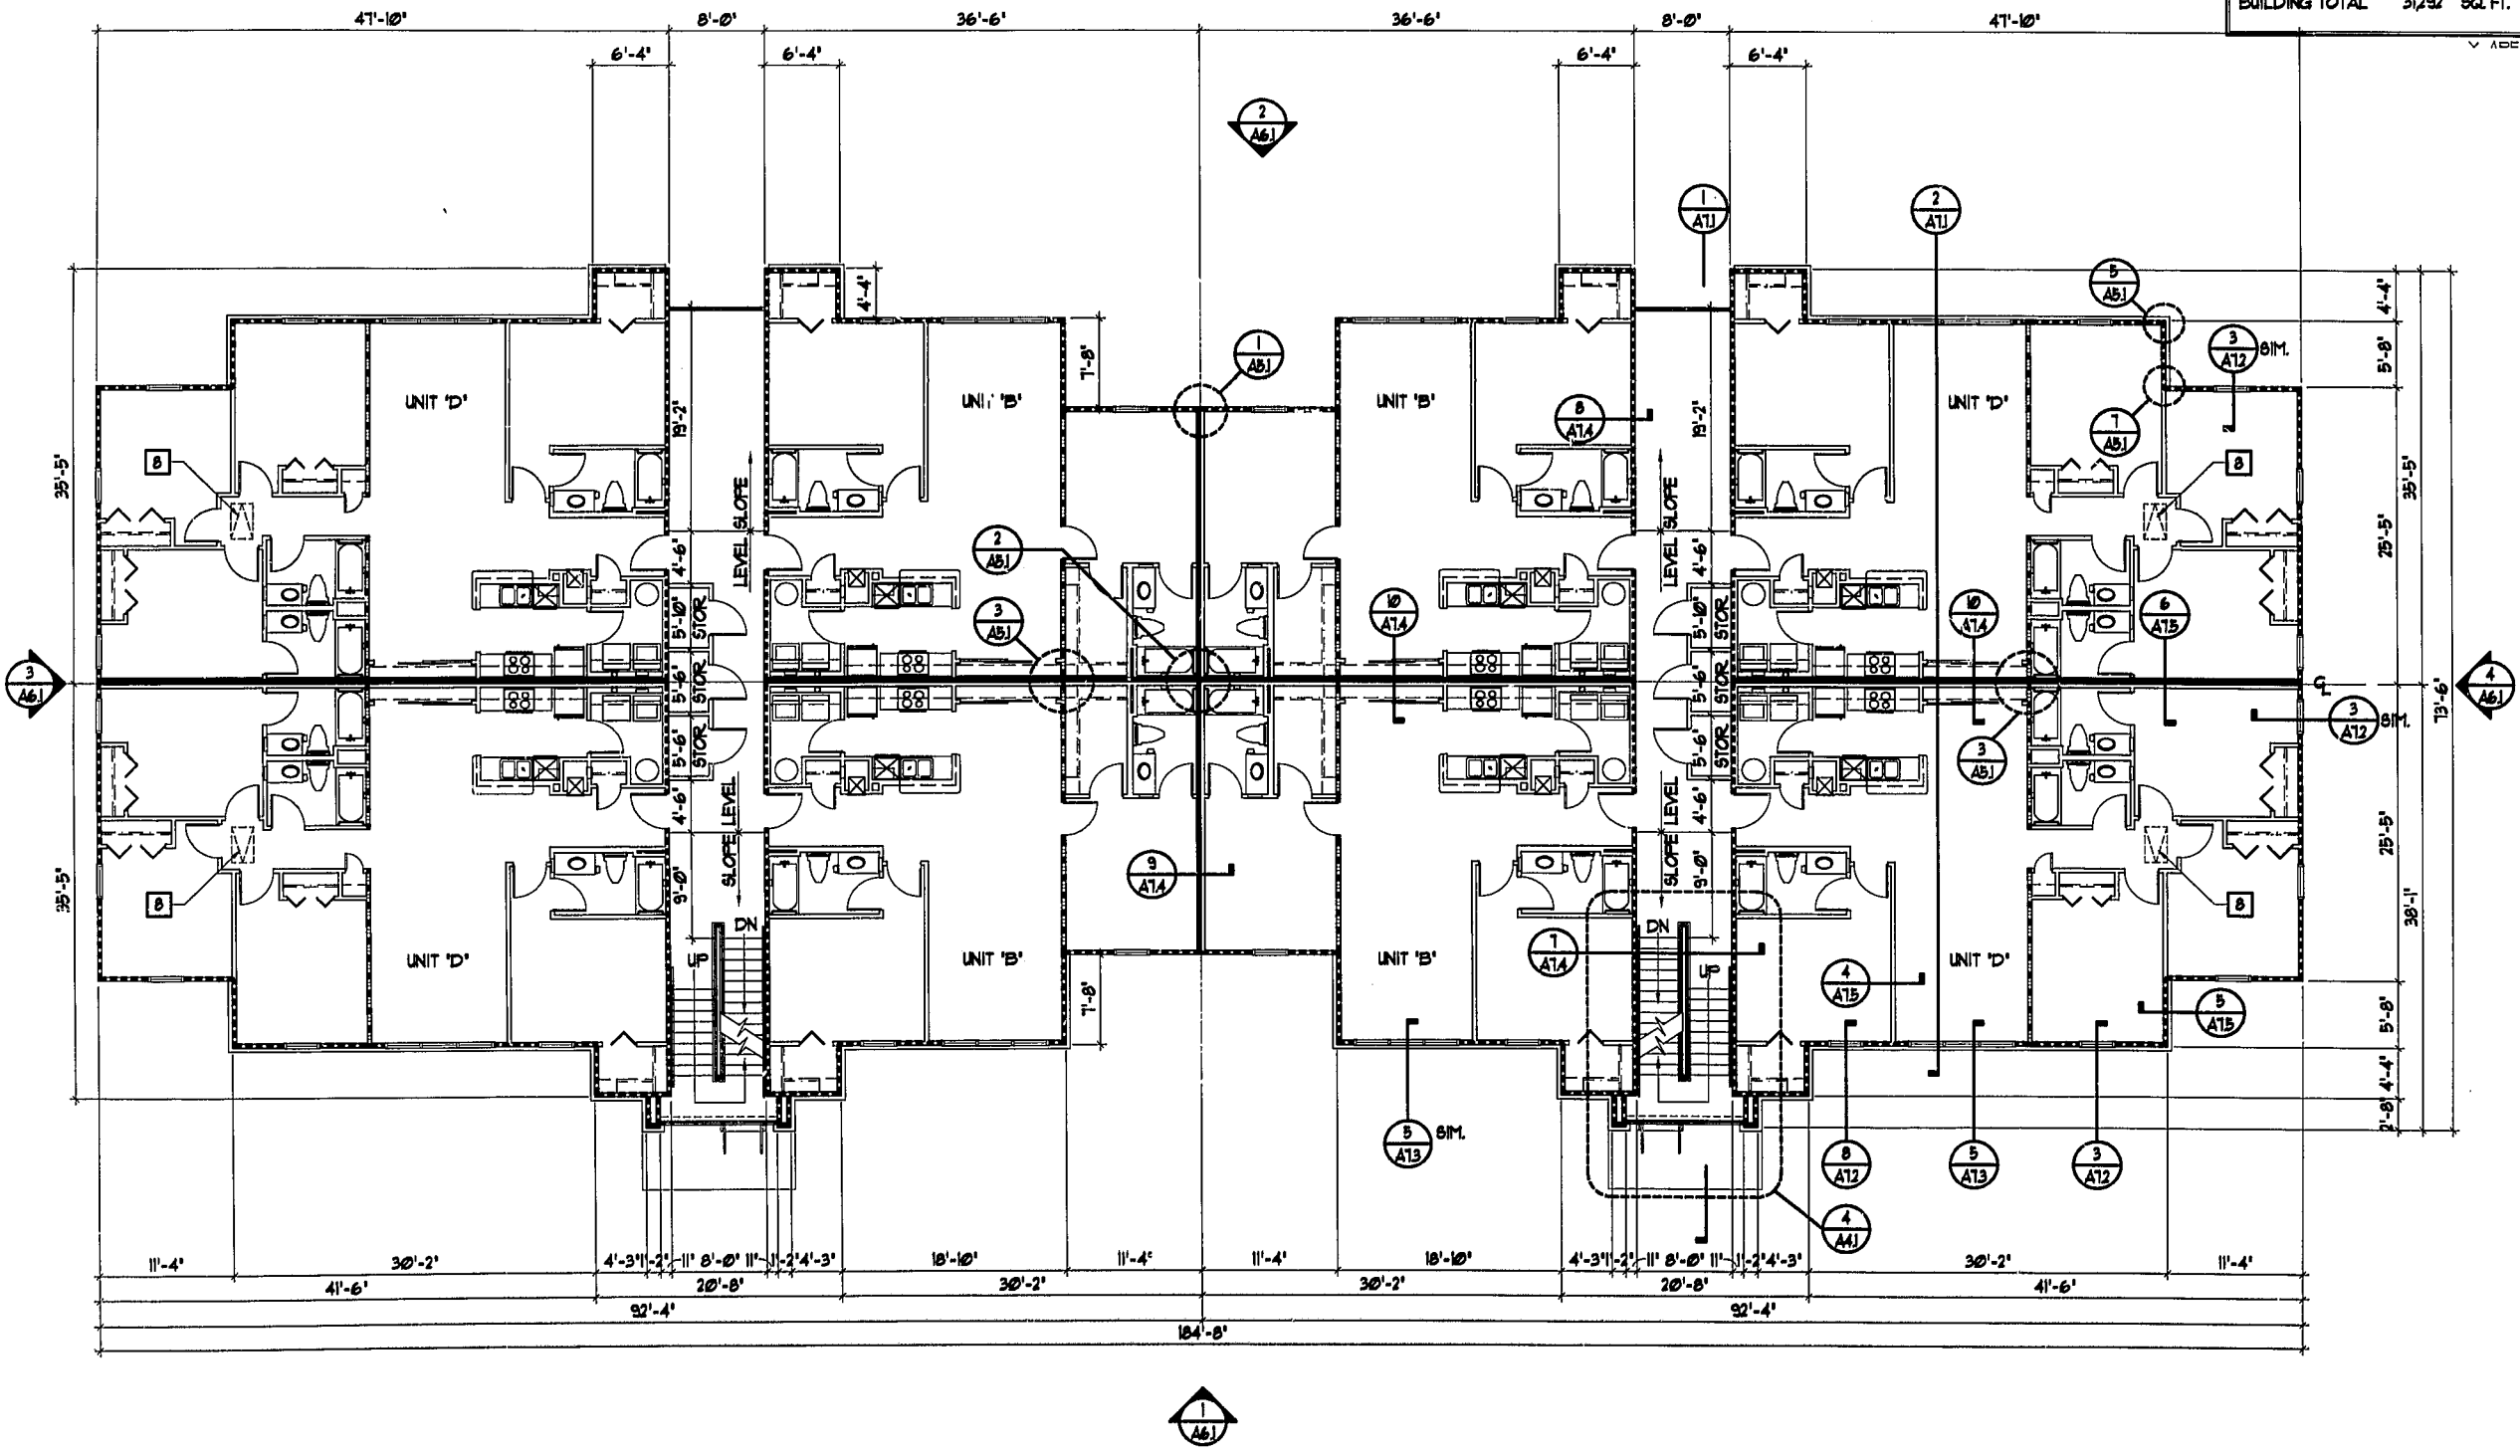 BUILDING TOTAL 31,292 SQ. FT.
47'-10" 8'-0" 36'-6" 36'-6" 8'-0" 47'-10"
6'-4" 6'-4" 6'-4" 6'-4"
2
A6.1
1
A7.1
2
A7.1
5
A5.1
4'-4" 4'-4"
3
A7.2 SIM.
1
A5.1
7'-8" 5'-8"
UNIT 'D' UNIT 'B' UNIT 'B' UNIT 'D'
8
A7.4
19'-2" 19'-2"
A5.1
8 8
35'-5" 35'-5"
SLOPE SLOPE
LEVEL LEVEL
2
A5.1
4'-6" 4'-6" 25'-5"
3
A5.1
10
A7.4
10
A7.4
6
A7.5
5'-10" STOR 5'-10" STOR
5'-6" STOR 5'-6" STOR
3
A6.1
4
A6.1
73'-6"
3
A7.2 SIM.
5'-6" STOR 5'-6" STOR
3
A5.1
4'-6" LEVEL LEVEL 4'-6"
SLOPE SLOPE
25'-5"
9
A7.4
9'-0" 9'-0"
35'-5" 38'-1"
8 8
DN DN
UP UP
UNIT 'D' UNIT 'B' UNIT 'B' UNIT 'D'
7
A7.4
4
A7.5
5
A7.5
7'-8" 5'-8"
4'-4"
2'-8"
5
A7.3 SIM.
8
A7.2
5
A7.3
3
A7.2
4
A4.1
11'-4" 30'-2" 4'-3" 1'-2" 11" 8'-0" 11" 1'-2" 4'-3" 18'-10" 11'-4" 11'-4" 18'-10" 4'-3" 1'-2" 11" 8'-0" 11" 1'-2" 4'-3" 30'-2" 11'-4"
41'-6" 20'-8" 30'-2" 30'-2" 20'-8" 41'-6"
92'-4" 92'-4"
184'-8"
1
A6.1